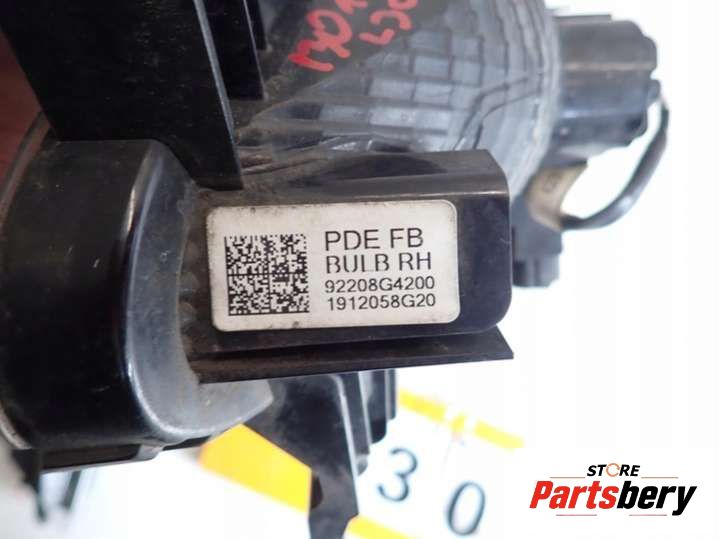 PDE FB
BULB RH
92208G4200
1912058G20
30
STORE
Partsbery